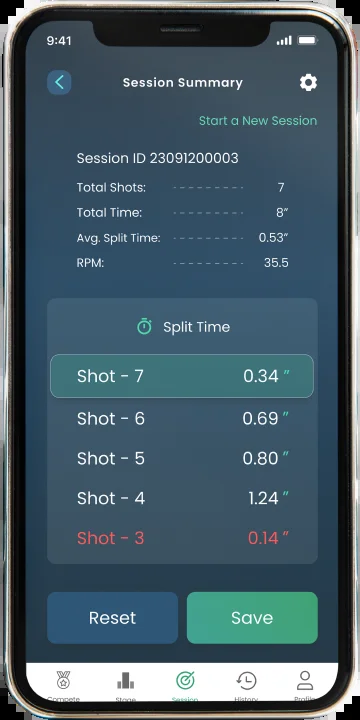 9:41
Session Summary
Start a New Session
Session ID 23091200003
Total Shots: 7
Total Time: 8”
Avg. Split Time: 0.53”
RPM: 35.5
Split Time
Shot - 7 0.34 ”
Shot - 6 0.69 ”
Shot - 5 0.80 ”
Shot - 4 1.24 ”
Shot - 3 0.14 ”
Reset Save
Compete Stage Session History Profile